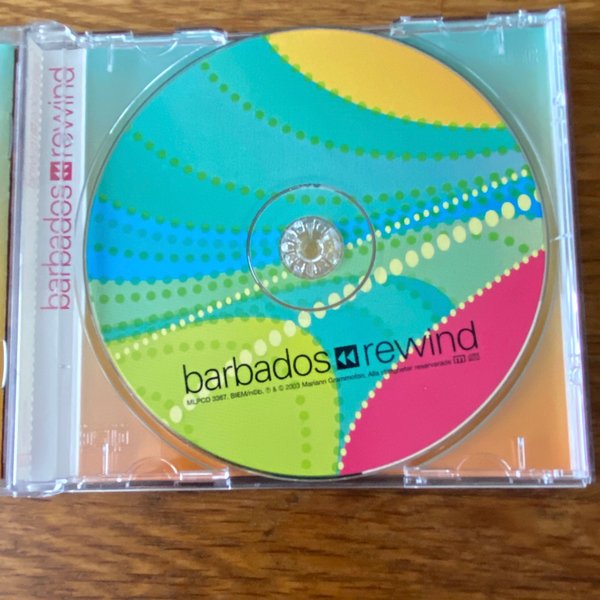 barbados rewind
barbados rewind
MLPCD 3367. BIEM/n©b. ℗ & © 2003 Mariann Grammofon. Alla rättigheter reserverade m